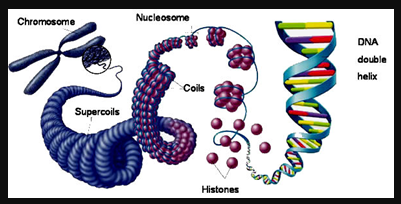 Chromosome
Nucleosome
DNA
double
helix
Coils
Supercoils
Histones